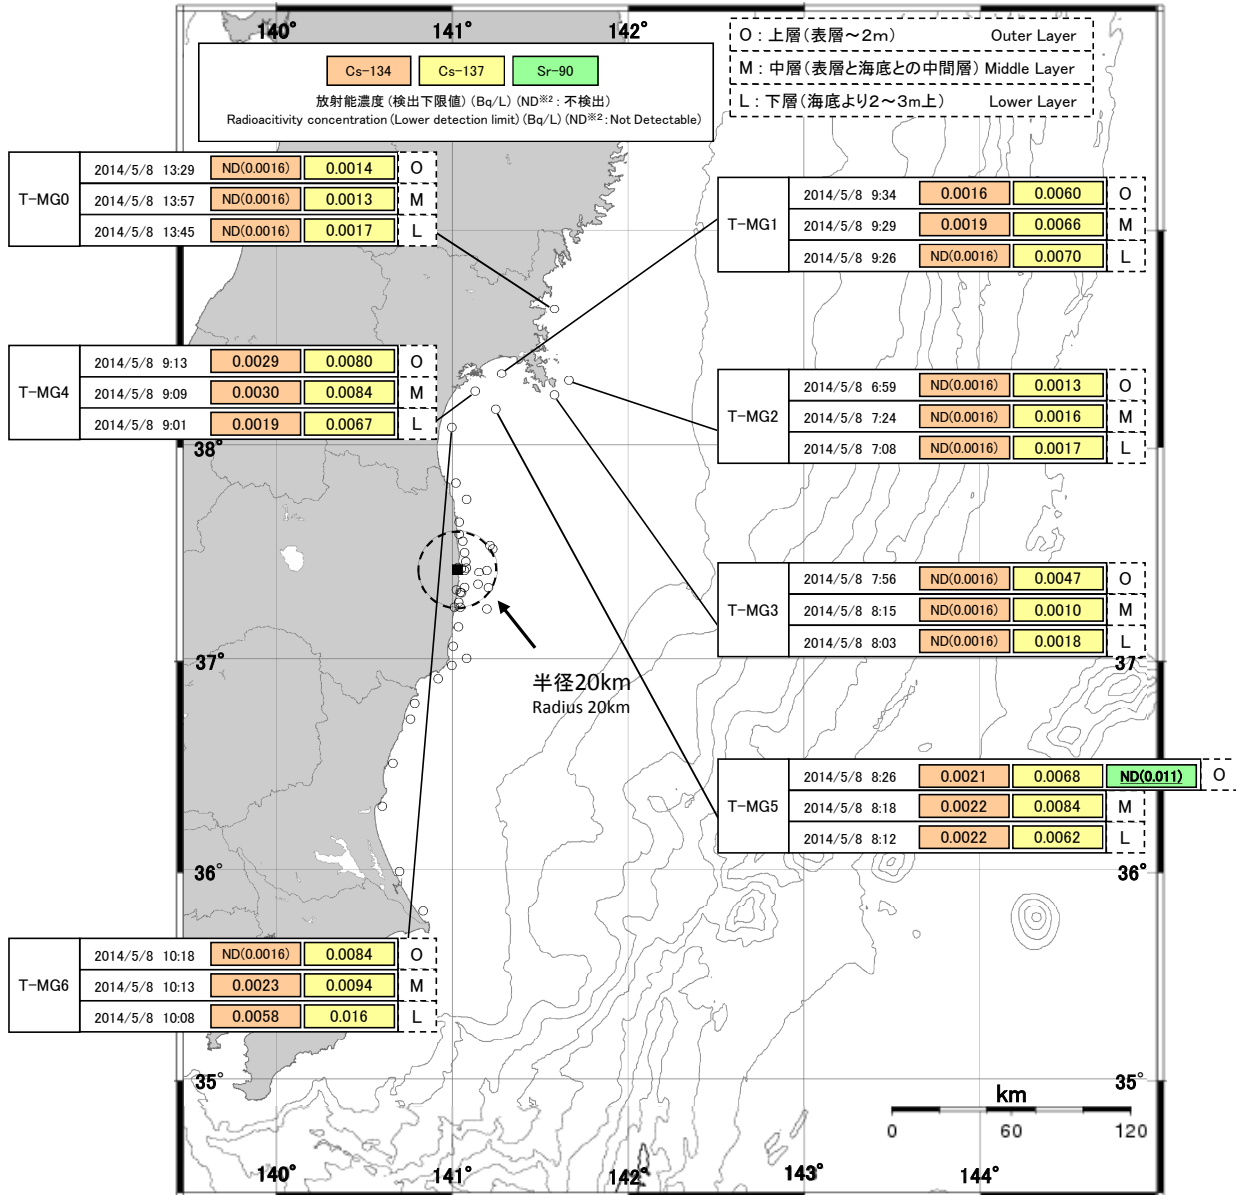 140°
141°
142°
Cs-134
Cs-137
Sr-90
放射能濃度(検出下限値)(Bq/L)(ND※2:不検出)
Radioacitivity concentration(Lower detection limit)(Bq/L)(ND※2:Not Detectable)
O:上層(表層～2m) Outer Layer
M:中層(表層と海底との中間層) Middle Layer
L:下層(海底より2～3m上) Lower Layer
T-MG0
2014/5/8 13:29 ND(0.0016) 0.0014 O
2014/5/8 13:57 ND(0.0016) 0.0013 M
2014/5/8 13:45 ND(0.0016) 0.0017 L
T-MG1
2014/5/8 9:34 0.0016 0.0060 O
2014/5/8 9:29 0.0019 0.0066 M
2014/5/8 9:26 ND(0.0016) 0.0070 L
T-MG4
2014/5/8 9:13 0.0029 0.0080 O
2014/5/8 9:09 0.0030 0.0084 M
2014/5/8 9:01 0.0019 0.0067 L
T-MG2
2014/5/8 6:59 ND(0.0016) 0.0013 O
2014/5/8 7:24 ND(0.0016) 0.0016 M
2014/5/8 7:08 ND(0.0016) 0.0017 L
38°
T-MG3
2014/5/8 7:56 ND(0.0016) 0.0047 O
2014/5/8 8:15 ND(0.0016) 0.0010 M
2014/5/8 8:03 ND(0.0016) 0.0018 L
37°
37°
半径20km
Radius 20km
T-MG5
2014/5/8 8:26 0.0021 0.0068 ND(0.011) O
2014/5/8 8:18 0.0022 0.0084 M
2014/5/8 8:12 0.0022 0.0062 L
36°
36°
T-MG6
2014/5/8 10:18 ND(0.0016) 0.0084 O
2014/5/8 10:13 0.0023 0.0094 M
2014/5/8 10:08 0.0058 0.016 L
35°
35°
km
0 60 120
140°
141°
142°
143°
144°